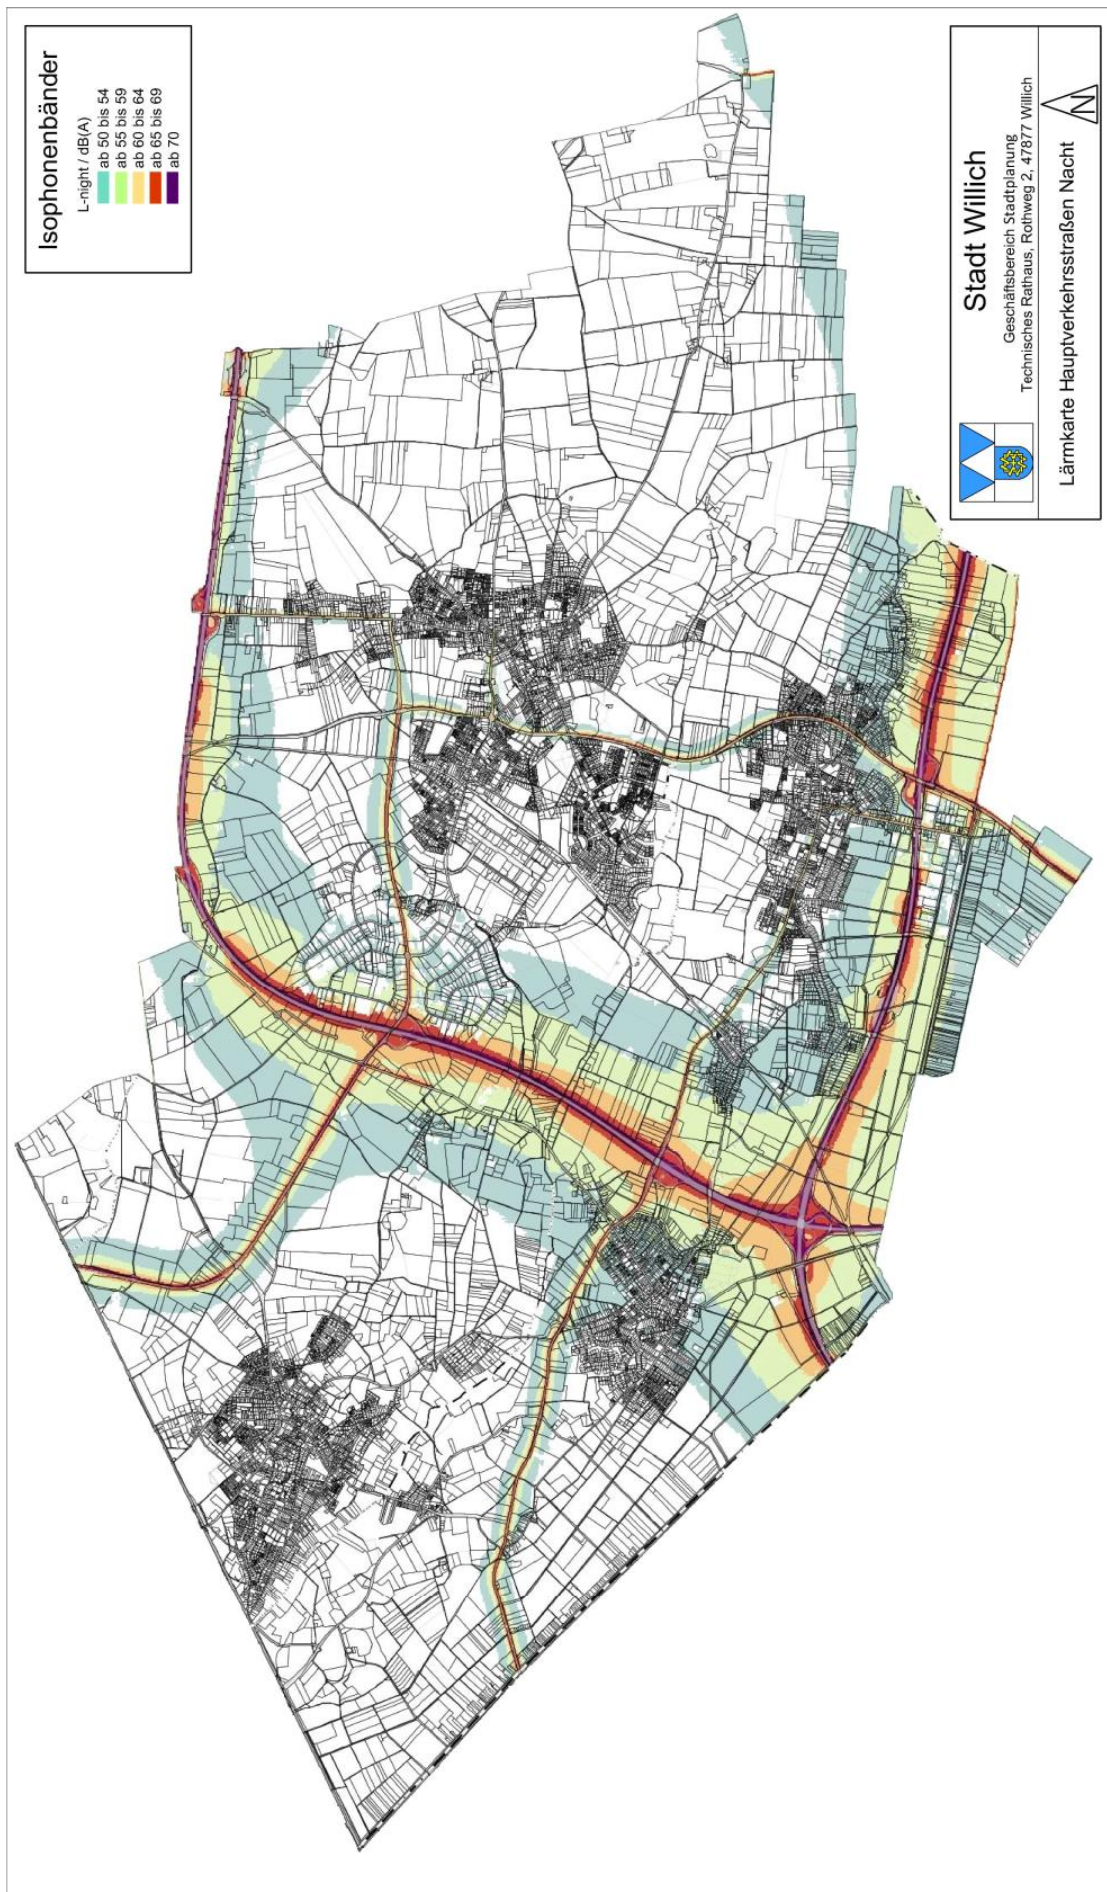 Isophonenbänder
L-night / dB(A)
ab 50 bis 54
ab 55 bis 59
ab 60 bis 64
ab 65 bis 69
ab 70
Stadt Willich
Geschäftsbereich Stadtplanung
Technisches Rathaus, Rothweg 2, 47877 Willich
Lärmkarte Hauptverkehrsstraßen Nacht
N